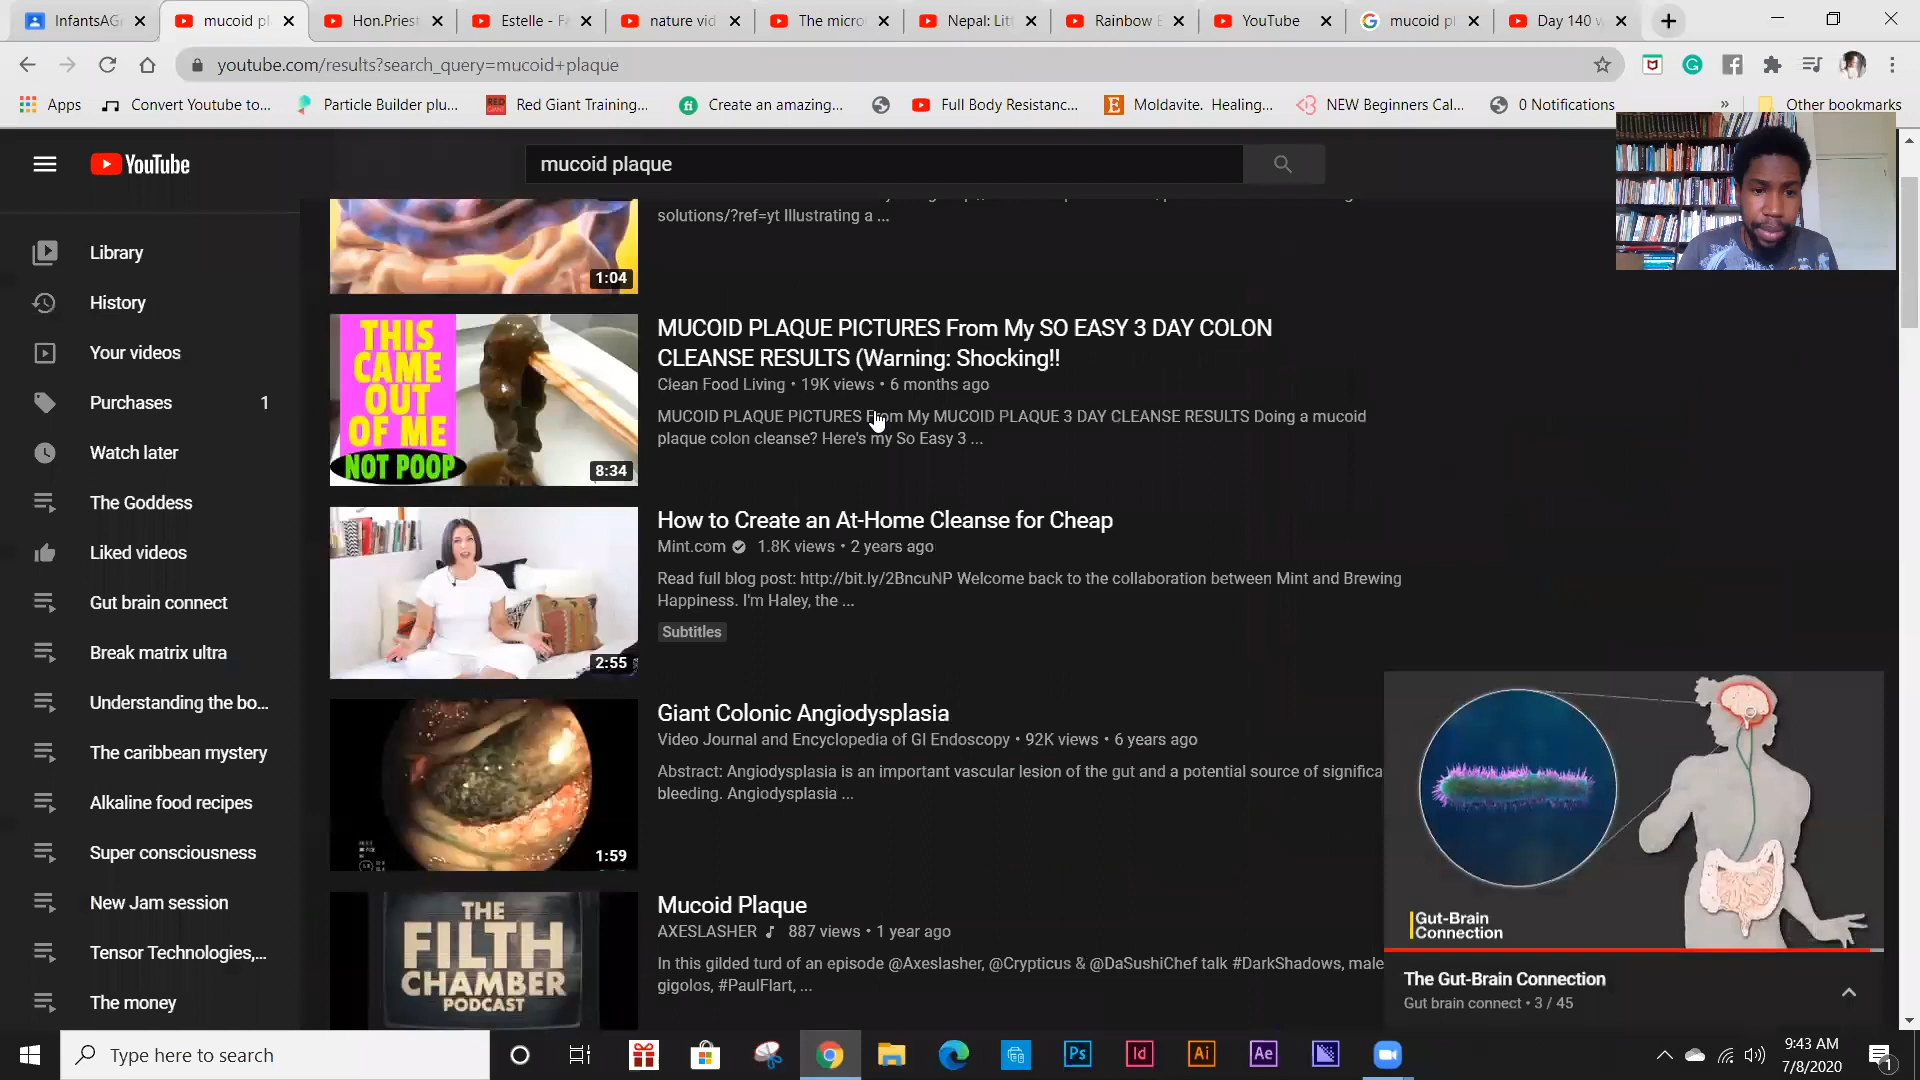 InfantsAG
mucoid pl
Hon.Priest
Estelle - F
nature vid
The micro
Nepal: Litt
Rainbow E
YouTube
mucoid p
Day 140 w
youtube.com/results?search_query=mucoid+plaque
Apps
Convert Youtube to...
Particle Builder plu...
Red Giant Training...
Create an amazing...
Full Body Resistanc...
Moldavite. Healing...
NEW Beginners Cal...
0 Notifications
»
Other bookmarks
YouTube
mucoid plaque
Library
History
Your videos
Purchases 1
Watch later
The Goddess
Liked videos
Gut brain connect
Break matrix ultra
Understanding the bo...
The caribbean mystery
Alkaline food recipes
Super consciousness
New Jam session
Tensor Technologies,...
The money
solutions/?ref=yt Illustrating a ...
1:04
THIS
CAME
OUT
OF ME
NOT POOP
8:34
MUCOID PLAQUE PICTURES From My SO EASY 3 DAY COLON
CLEANSE RESULTS (Warning: Shocking!!
Clean Food Living • 19K views • 6 months ago
MUCOID PLAQUE PICTURES From My MUCOID PLAQUE 3 DAY CLEANSE RESULTS Doing a mucoid
plaque colon cleanse? Here's my So Easy 3 ...
2:55
How to Create an At-Home Cleanse for Cheap
Mint.com 1.8K views • 2 years ago
Read full blog post: http://bit.ly/2BncuNP Welcome back to the collaboration between Mint and Brewing
Happiness. I'm Haley, the ...
Subtitles
1:59
Giant Colonic Angiodysplasia
Video Journal and Encyclopedia of GI Endoscopy • 92K views • 6 years ago
Abstract: Angiodysplasia is an important vascular lesion of the gut and a potential source of significa
bleeding. Angiodysplasia ...
THE
FILTH
CHAMBER
PODCAST
Mucoid Plaque
AXESLASHER ♪ 887 views • 1 year ago
In this gilded turd of an episode @Axeslasher, @Crypticus & @DaSushiChef talk #DarkShadows, male
gigolos, #PaulFlart, ...
Gut-Brain
Connection
The Gut-Brain Connection
Gut brain connect • 3 / 45
Type here to search
Ps
Id
Ai
Ae
9:43 AM
7/8/2020
1